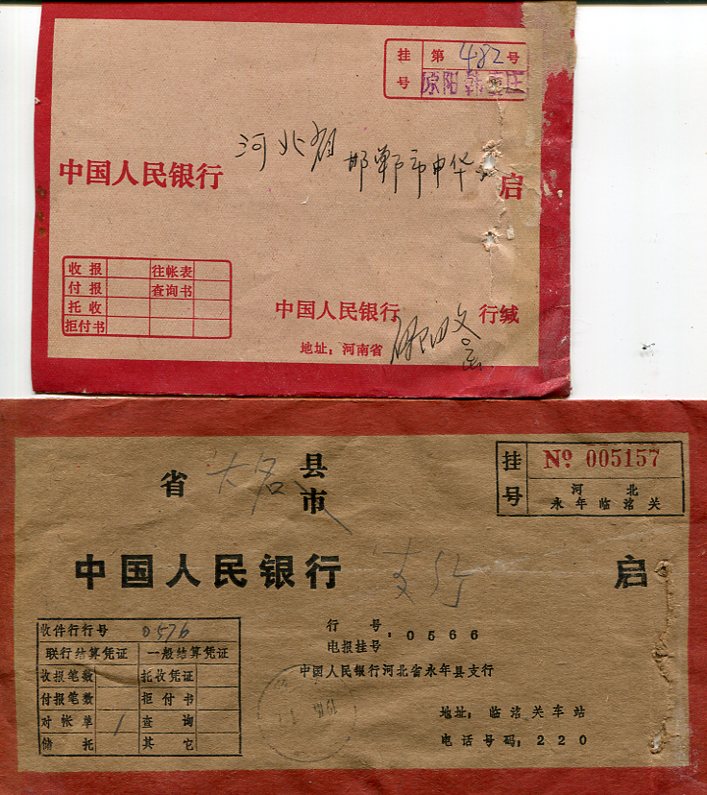 挂号 第482号
原阳
河北省
邯郸市中华
中国人民银行 启
收报 往帐表
付报 查询书
托收
拒付书
中国人民银行 行缄
地址：河南省
省 大名 县市
挂号 № 005157
河北
永年临洺关
中国人民银行 支行 启
收件行行号 0576
联行结算凭证 一般结算凭证
收报笔数 托收凭证
付报笔数 拒付书
对帐单 1 查询
储托 其它
行号
电报挂号：0566
中国人民银行河北省永年县支行
地址：临洺关车站
电话号码：220